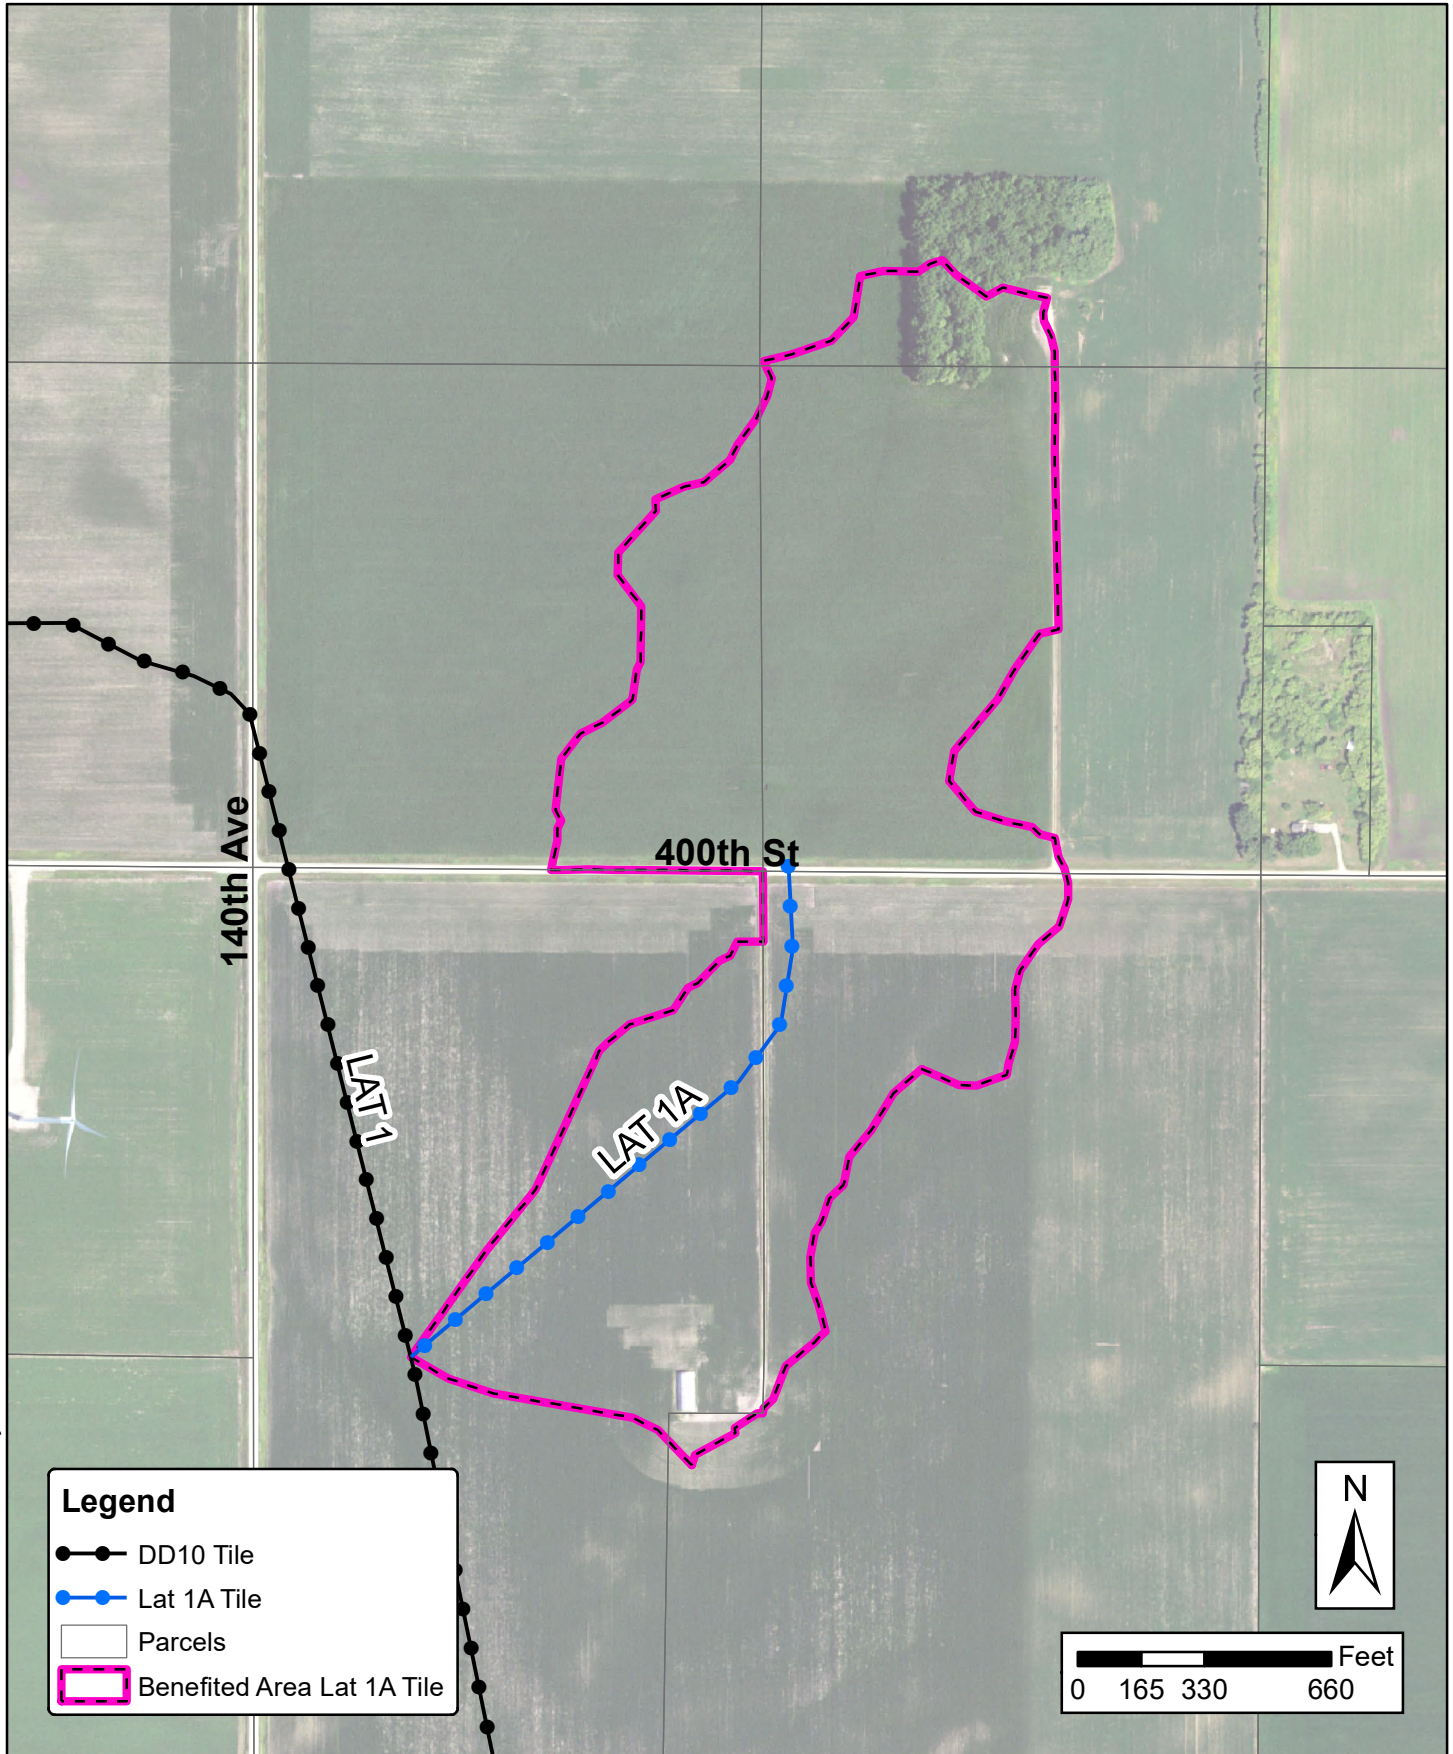 400th St
140th Ave
LAT 1
LAT 1A
Legend
DD10 Tile
Lat 1A Tile
Parcels
Benefited Area Lat 1A Tile
N
Feet
0 165 330 660